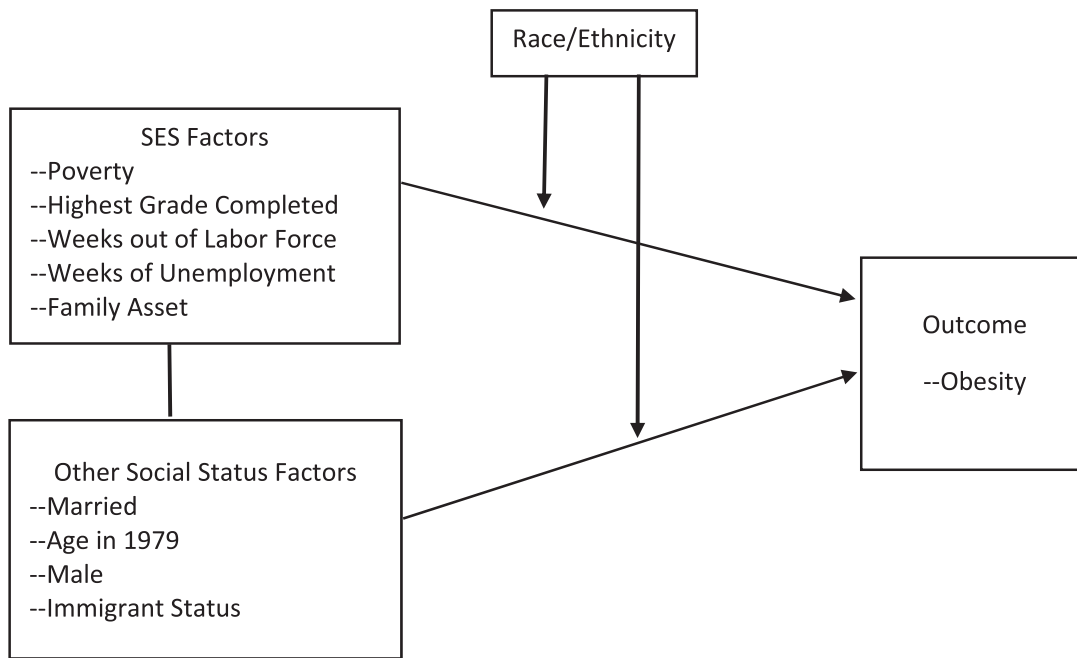 Race/Ethnicity
SES Factors
--Poverty
--Highest Grade Completed
--Weeks out of Labor Force
--Weeks of Unemployment
--Family Asset
Outcome
--Obesity
Other Social Status Factors
--Married
--Age in 1979
--Male
--Immigrant Status